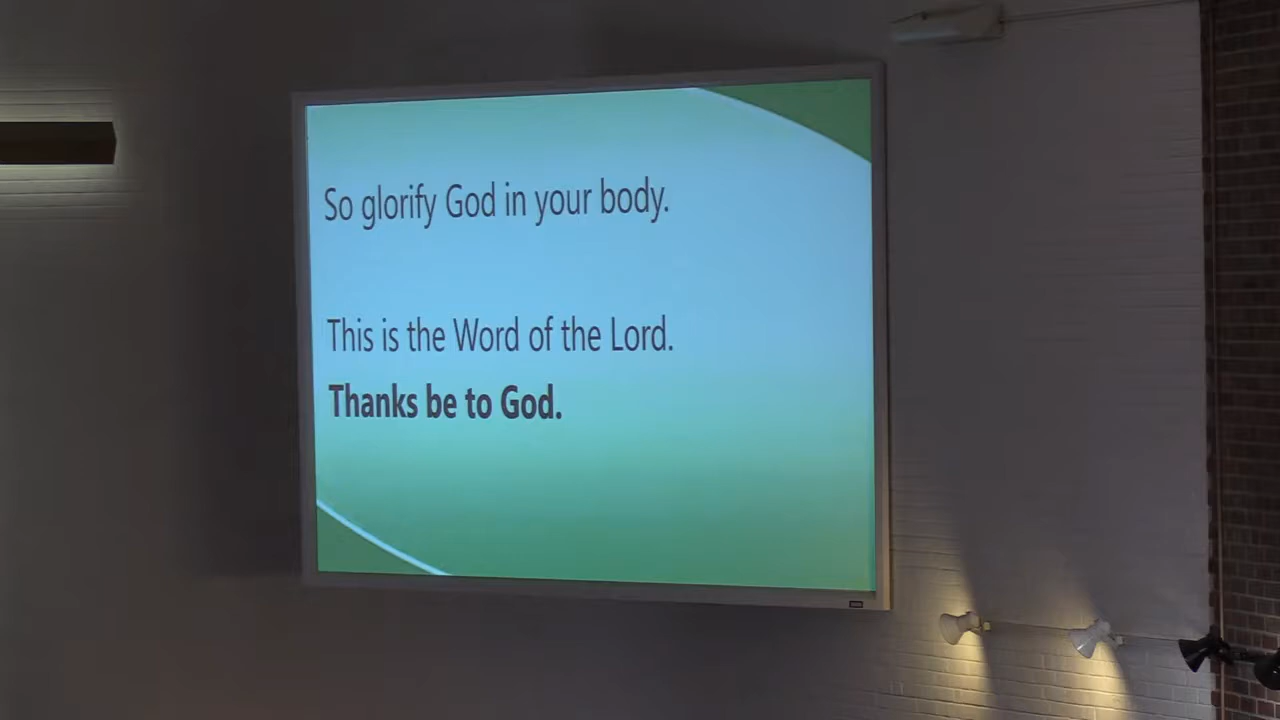 So glorify God in your body.
This is the Word of the Lord.
Thanks be to God.